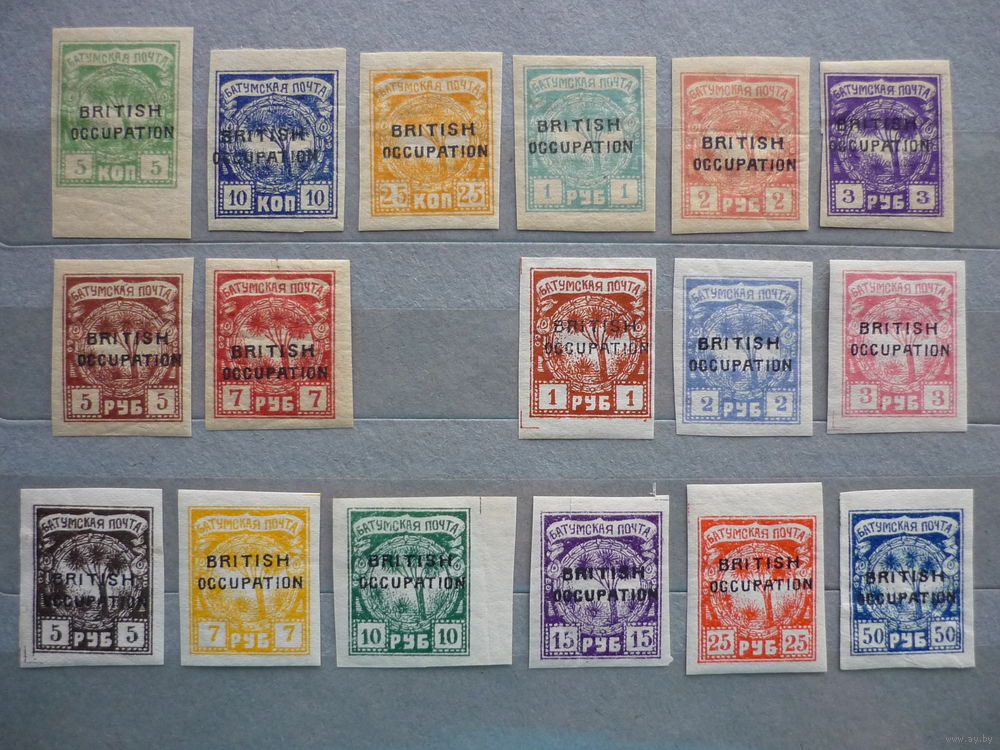 БАТУМСКАЯ ПОЧТА
BRITISH
OCCUPATION
5 КОП 5
БАТУМСКАЯ ПОЧТА
BRITISH
OCCUPATION
10 КОП 10
БАТУМСКАЯ ПОЧТА
BRITISH
OCCUPATION
25 КОП 25
БАТУМСКАЯ ПОЧТА
BRITISH
OCCUPATION
1 РУБ 1
БАТУМСКАЯ ПОЧТА
BRITISH
OCCUPATION
2 РУБ 2
БАТУМСКАЯ ПОЧТА
BRITISH
OCCUPATION
3 РУБ 3
БАТУМСКАЯ ПОЧТА
BRITISH
OCCUPATION
5 РУБ 5
БАТУМСКАЯ ПОЧТА
BRITISH
OCCUPATION
7 РУБ 7
БАТУМСКАЯ ПОЧТА
BRITISH
OCCUPATION
1 РУБ 1
БАТУМСКАЯ ПОЧТА
BRITISH
OCCUPATION
2 РУБ 2
БАТУМСКАЯ ПОЧТА
BRITISH
OCCUPATION
3 РУБ 3
БАТУМСКАЯ ПОЧТА
BRITISH
OCCUPATION
5 РУБ 5
БАТУМСКАЯ ПОЧТА
BRITISH
OCCUPATION
7 РУБ 7
БАТУМСКАЯ ПОЧТА
BRITISH
OCCUPATION
10 РУБ 10
БАТУМСКАЯ ПОЧТА
BRITISH
OCCUPATION
15 РУБ 15
БАТУМСКАЯ ПОЧТА
BRITISH
OCCUPATION
25 РУБ 25
БАТУМСКАЯ ПОЧТА
BRITISH
OCCUPATION
50 РУБ 50
www.ay.by